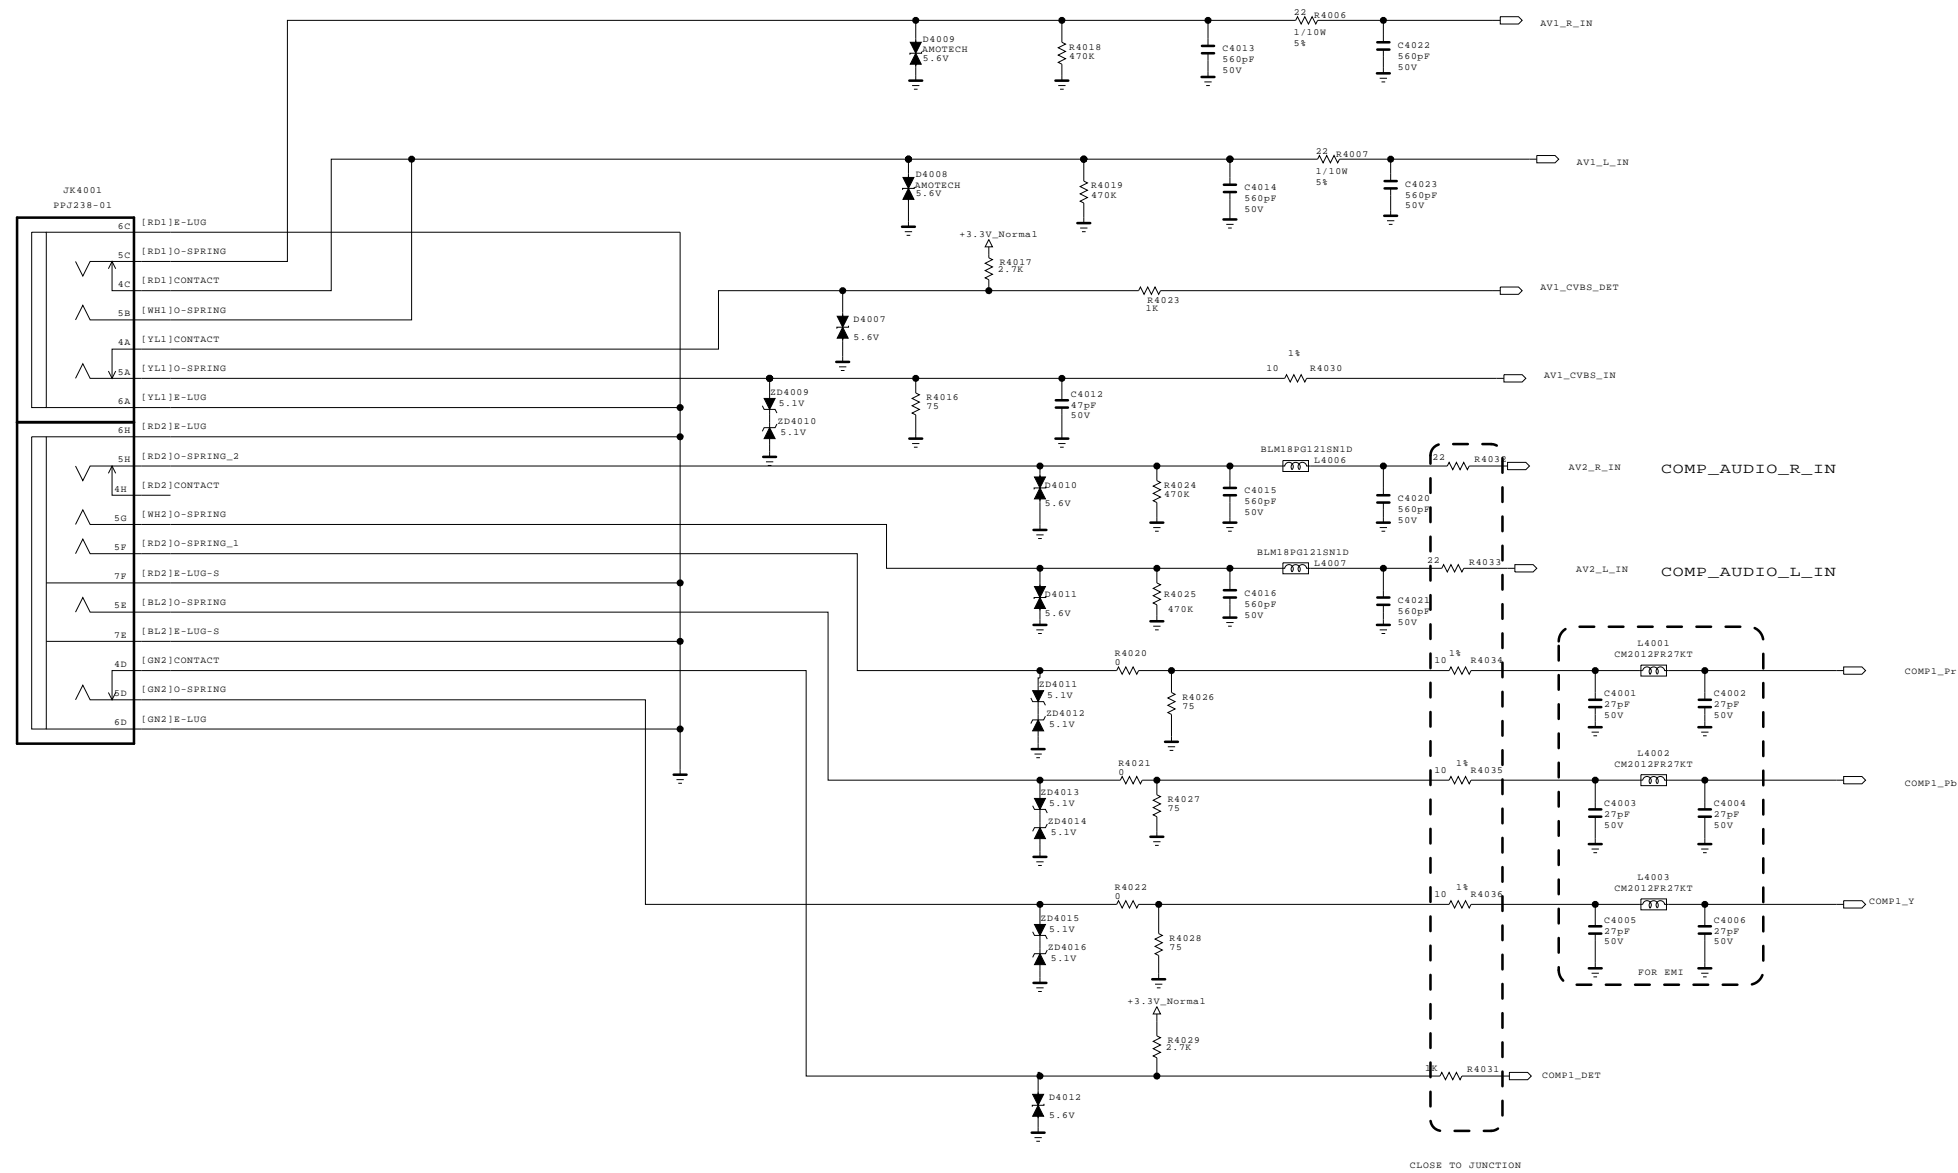 22 R4006
1/10W
5%
AV1_R_IN
D4009
AMOTECH
5.6V
R4018
470K
C4013
560pF
50V
C4022
560pF
50V
22 R4007
1/10W
5%
AV1_L_IN
D4008
AMOTECH
5.6V
R4019
470K
C4014
560pF
50V
C4023
560pF
50V
JK4001
PPJ238-01
6C [RD1]E-LUG
5C [RD1]O-SPRING
4C [RD1]CONTACT
5B [WH1]O-SPRING
4A [YL1]CONTACT
5A [YL1]O-SPRING
6A [YL1]E-LUG
6H [RD2]E-LUG
5H [RD2]O-SPRING_2
4H [RD2]CONTACT
5G [WH2]O-SPRING
5F [RD2]O-SPRING_1
7F [RD2]E-LUG-S
5E [BL2]O-SPRING
7E [BL2]E-LUG-S
4D [GN2]CONTACT
5D [GN2]O-SPRING
6D [GN2]E-LUG
+3.3V_Normal
R4017
2.7K
R4023
1K
AV1_CVBS_DET
D4007
5.6V
1%
10 R4030
AV1_CVBS_IN
ZD4009
5.1V
ZD4010
5.1V
R4016
75
C4012
47pF
50V
BLM18PG121SN1D
L4006
22 R4032
AV2_R_IN COMP_AUDIO_R_IN
D4010
5.6V
R4024
470K
C4015
560pF
50V
C4020
560pF
50V
BLM18PG121SN1D
L4007
22 R4033
AV2_L_IN COMP_AUDIO_L_IN
D4011
5.6V
R4025
470K
C4016
560pF
50V
C4021
560pF
50V
R4020
0
1%
10 R4034
L4001
CM2012FR27KT
COMP1_Pr
ZD4011
5.1V
ZD4012
5.1V
R4026
75
C4001
27pF
50V
C4002
27pF
50V
R4021
0
1%
10 R4035
L4002
CM2012FR27KT
COMP1_Pb
ZD4013
5.1V
ZD4014
5.1V
R4027
75
C4003
27pF
50V
C4004
27pF
50V
R4022
0
1%
10 R4036
L4003
CM2012FR27KT
COMP1_Y
ZD4015
5.1V
ZD4016
5.1V
R4028
75
C4005
27pF
50V
C4006
27pF
50V
FOR EMI
+3.3V_Normal
R4029
2.7K
1K R4031
COMP1_DET
D4012
5.6V
CLOSE TO JUNCTION